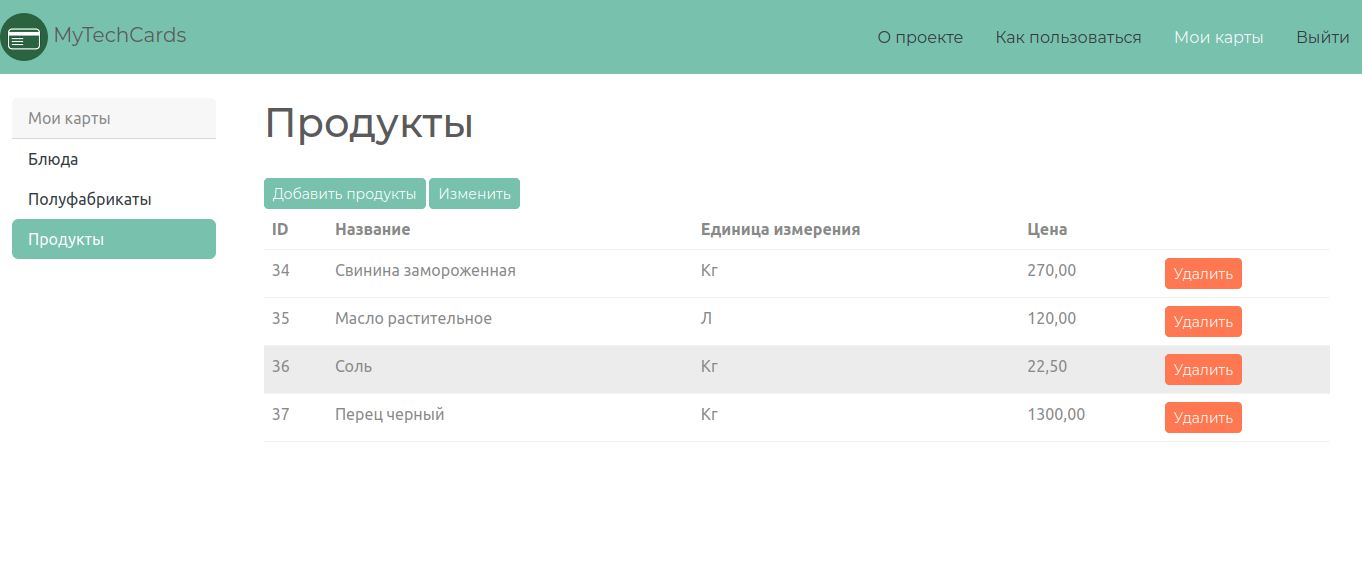 MyTechCards
О проекте Как пользоваться Мои карты Выйти
Мои карты
Блюда
Полуфабрикаты
Продукты
Продукты
Добавить продукты Изменить
ID Название Единица измерения Цена
34 Свинина замороженная Кг 270,00 Удалить
35 Масло растительное Л 120,00 Удалить
36 Соль Кг 22,50 Удалить
37 Перец черный Кг 1300,00 Удалить